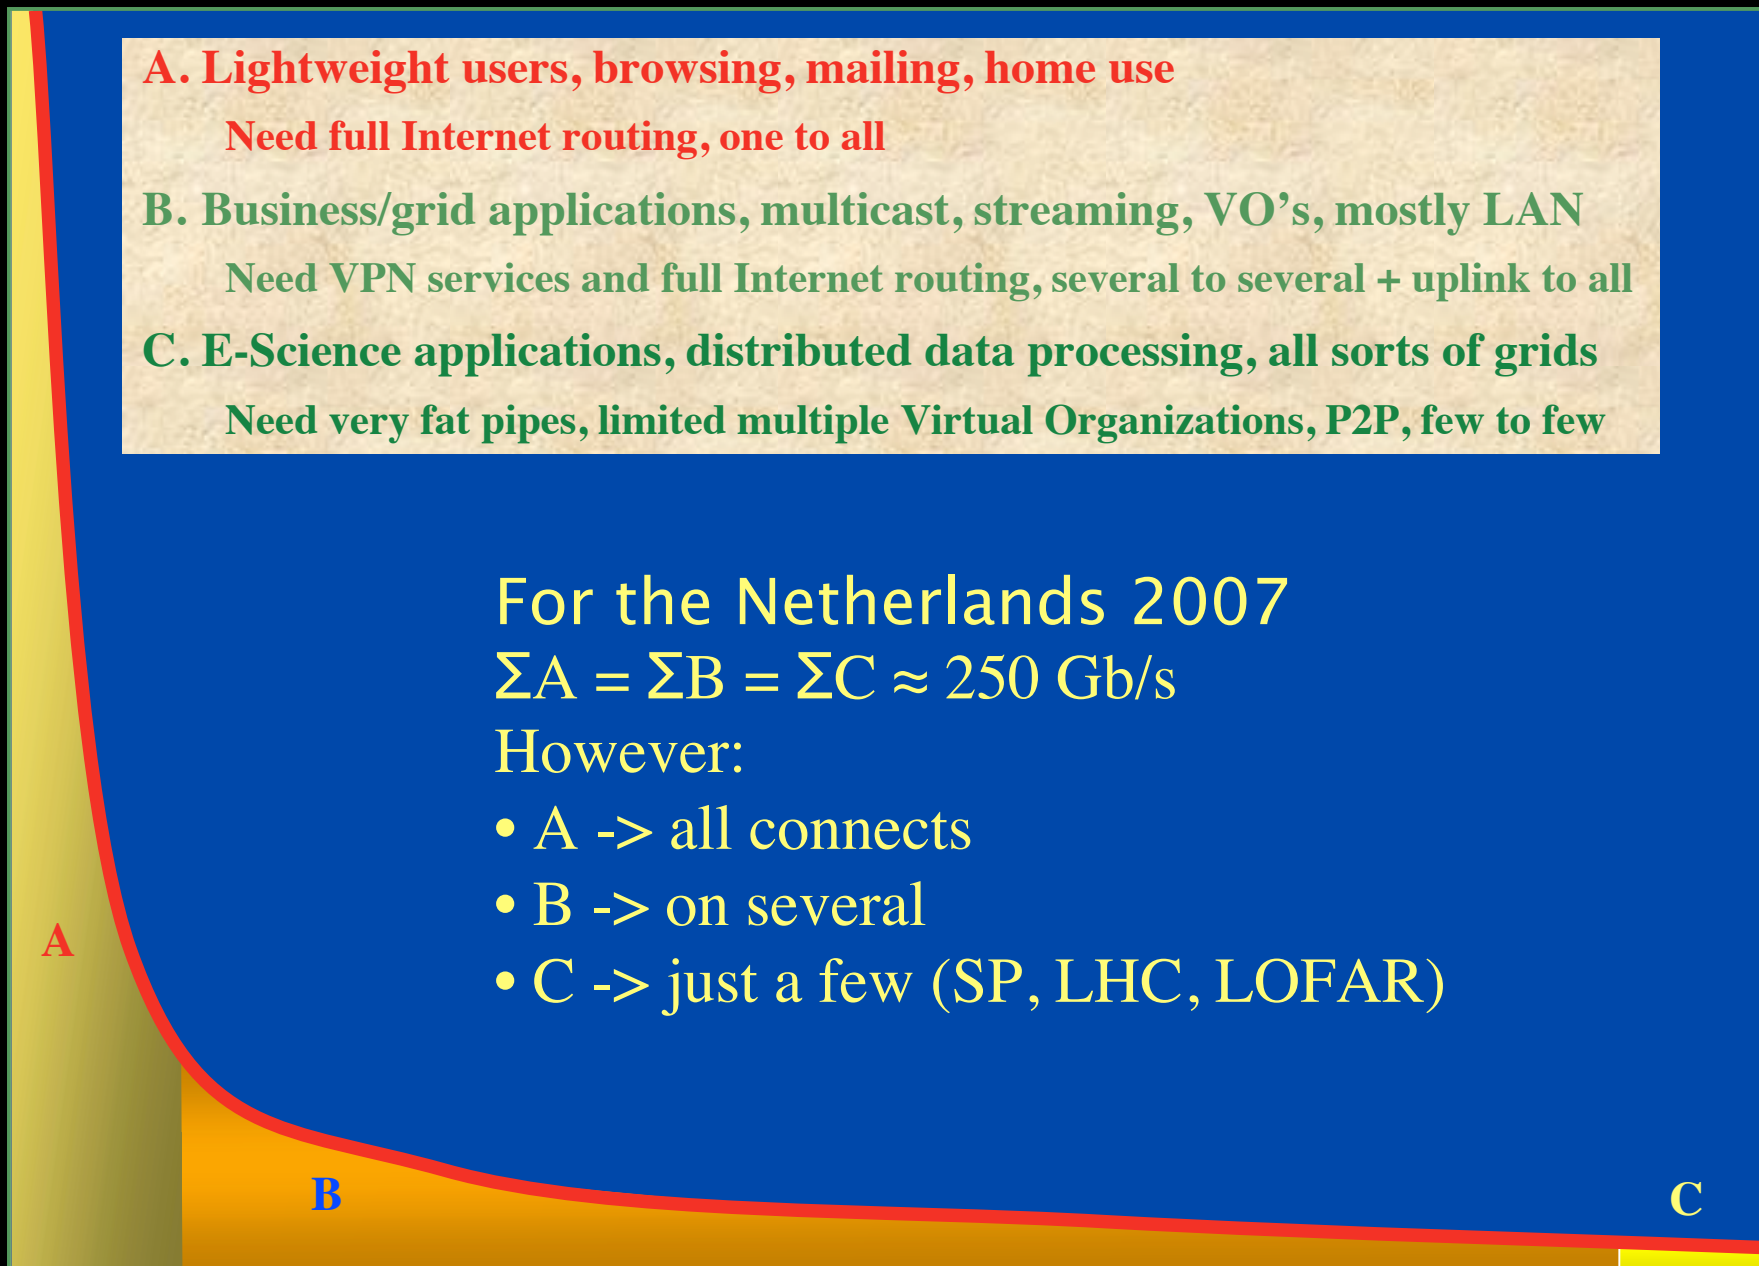 A. Lightweight users, browsing, mailing, home use
Need full Internet routing, one to all
B. Business/grid applications, multicast, streaming, VO’s, mostly LAN
Need VPN services and full Internet routing, several to several + uplink to all
C. E-Science applications, distributed data processing, all sorts of grids
Need very fat pipes, limited multiple Virtual Organizations, P2P, few to few
For the Netherlands 2007
ΣA = ΣB = ΣC ≈ 250 Gb/s
However:
• A -> all connects
• B -> on several
• C -> just a few (SP, LHC, LOFAR)
A
B
C